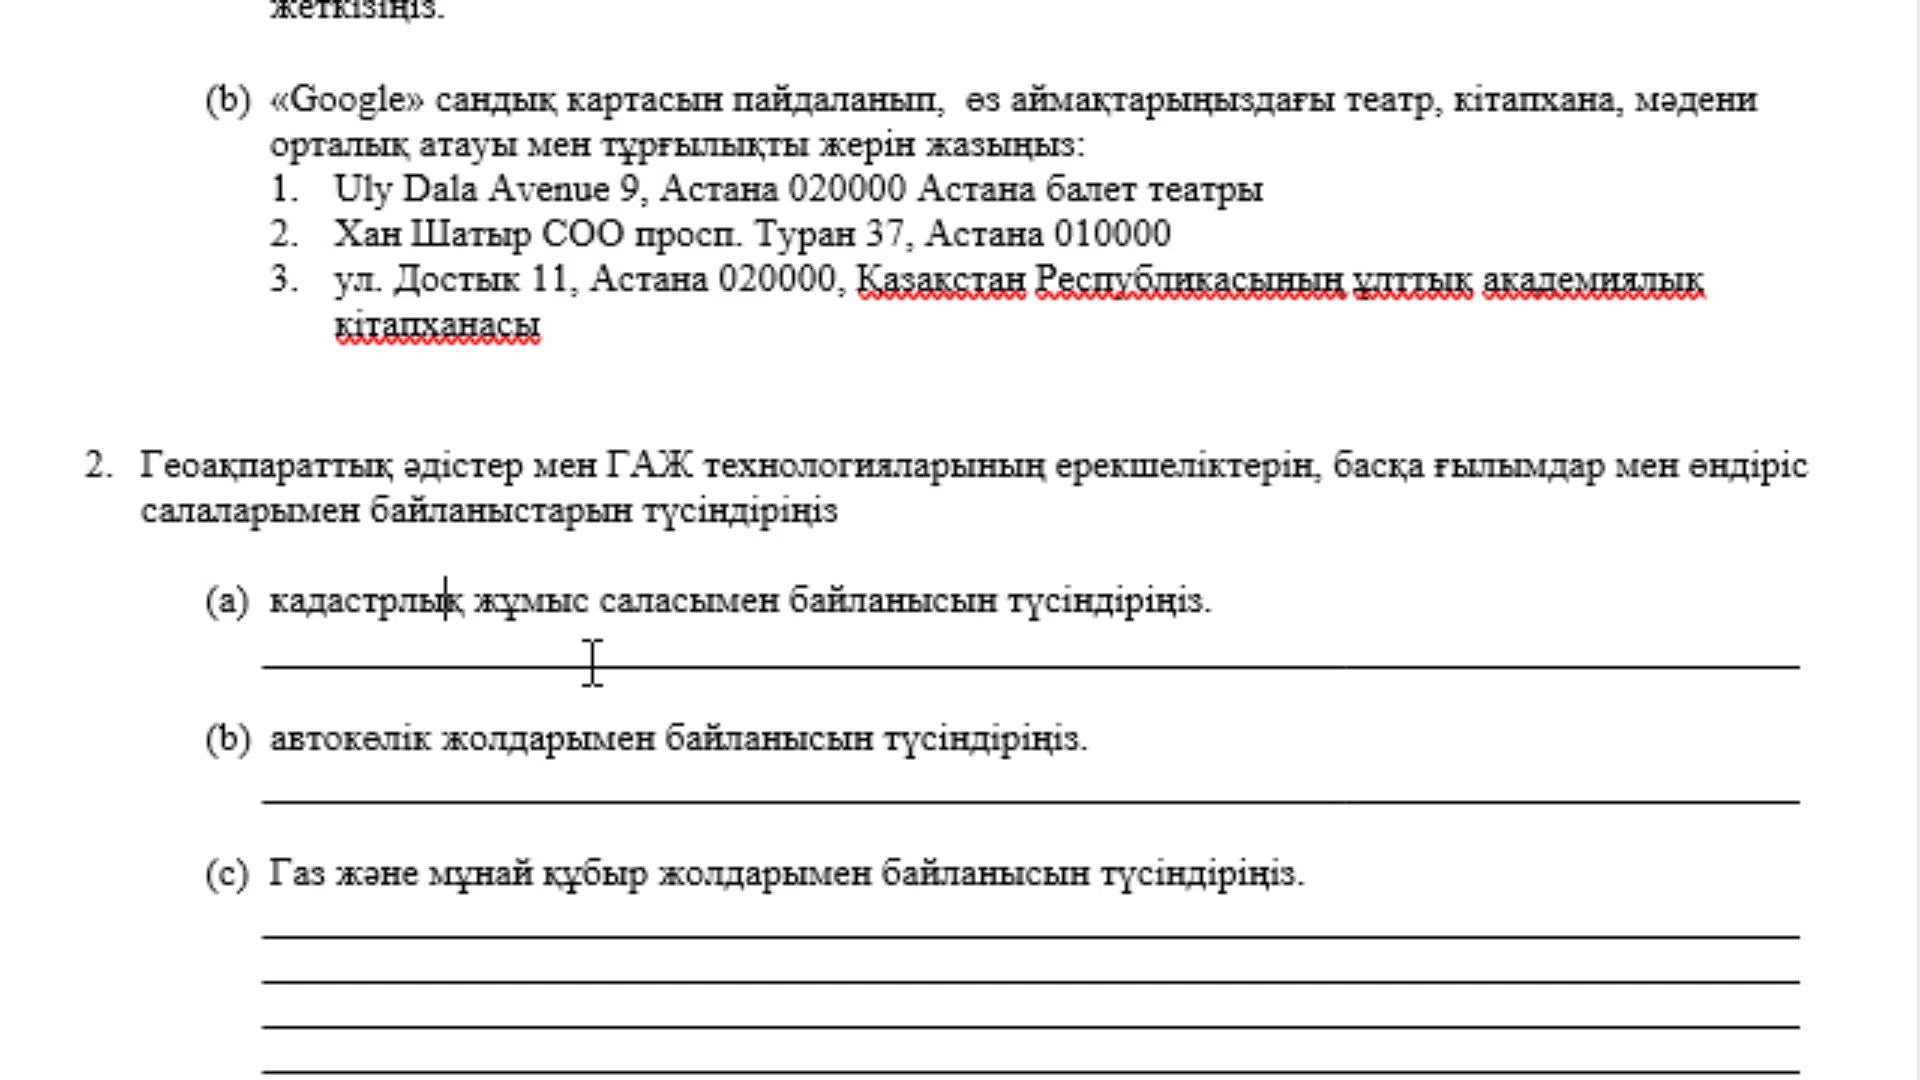 жеткізіңіз.
(b) «Google» сандық картасын пайдаланып, өз аймақтарыңыздағы театр, кітапхана, мәдени
орталық атауы мен тұрғылықты жерін жазыңыз:
1. Uly Dala Avenue 9, Астана 020000 Астана балет театры
2. Хан Шатыр СОО просп. Туран 37, Астана 010000
3. ул. Достык 11, Астана 020000, Қазақстан Республикасының ұлттық академиялық
кітапханасы
2. Геоақпараттық әдістер мен ГАЖ технологияларының ерекшеліктерін, басқа ғылымдар мен өндіріс
салаларымен байланыстарын түсіндіріңіз
(a) кадастрлық жұмыс саласымен байланысын түсіндіріңіз.
(b) автокөлік жолдарымен байланысын түсіндіріңіз.
(c) Газ және мұнай құбыр жолдарымен байланысын түсіндіріңіз.